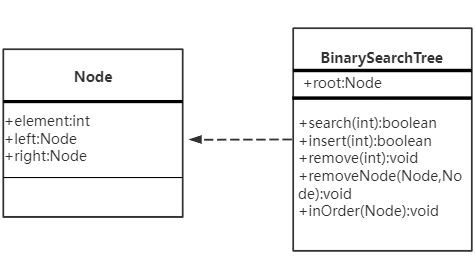 Node
+element:int
+left:Node
+right:Node
BinarySearchTree
+root:Node
+search(int):boolean
+insert(int):boolean
+remove(int):void
+removeNode(Node,No
de):void
+inOrder(Node):void